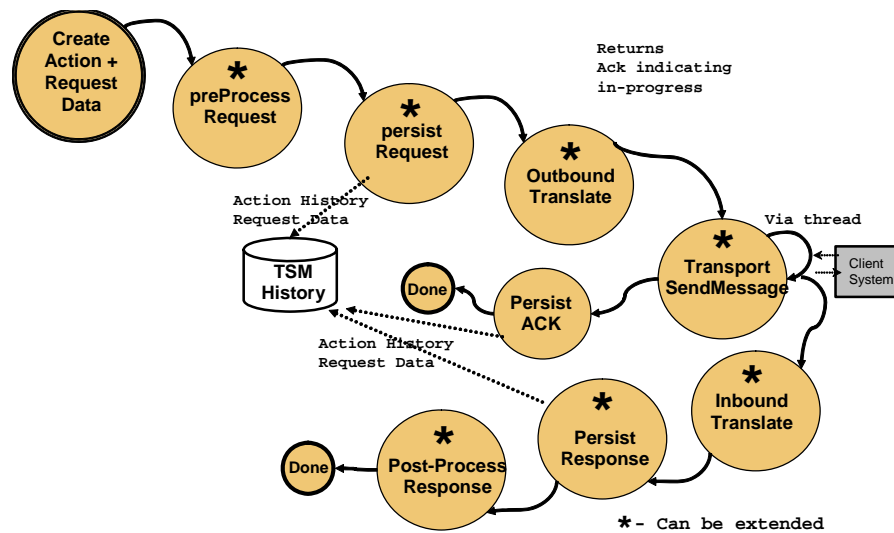 Create
Action +
Request
Data
*
preProcess
Request
*
persist
Request
Returns
Ack indicating
in-progress
*
Outbound
Translate
Action History
Request Data
Via thread
*
Transport
SendMessage
Client
System
TSM
History
Done
Persist
ACK
Action History
Request Data
*
Inbound
Translate
*
Persist
Response
*
Post-Process
Response
Done
*- Can be extended